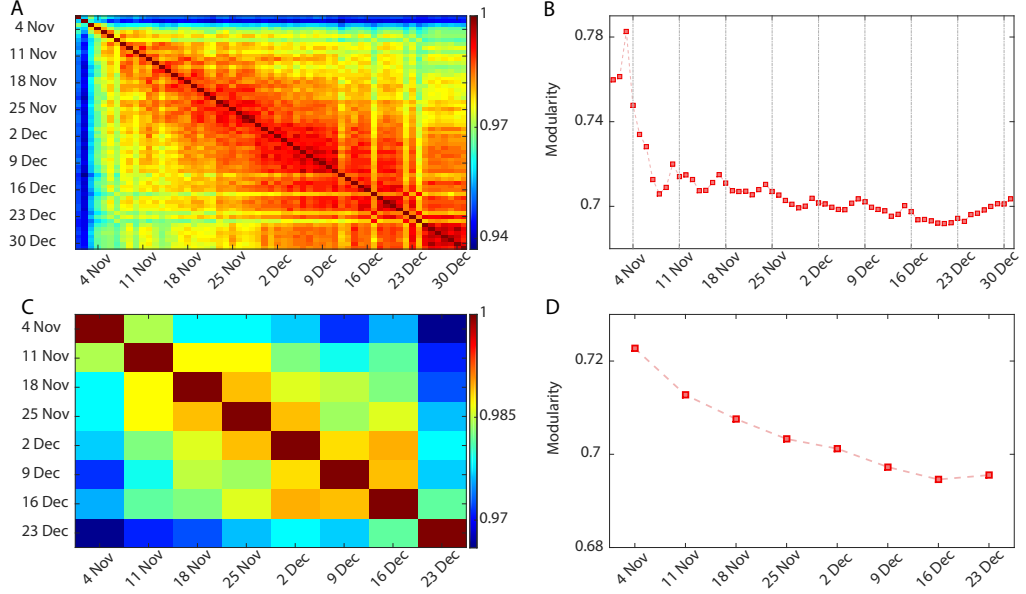 A
4 Nov
11 Nov
18 Nov
25 Nov
2 Dec
9 Dec
16 Dec
23 Dec
30 Dec
4 Nov
11 Nov
18 Nov
25 Nov
2 Dec
9 Dec
16 Dec
23 Dec
30 Dec
1
0.97
0.94
B
Modularity
0.78
0.74
0.7
4 Nov
11 Nov
18 Nov
25 Nov
2 Dec
9 Dec
16 Dec
23 Dec
30 Dec
C
4 Nov
11 Nov
18 Nov
25 Nov
2 Dec
9 Dec
16 Dec
23 Dec
4 Nov
11 Nov
18 Nov
25 Nov
2 Dec
9 Dec
16 Dec
23 Dec
1
0.985
0.97
D
Modularity
0.72
0.7
0.68
4 Nov
11 Nov
18 Nov
25 Nov
2 Dec
9 Dec
16 Dec
23 Dec